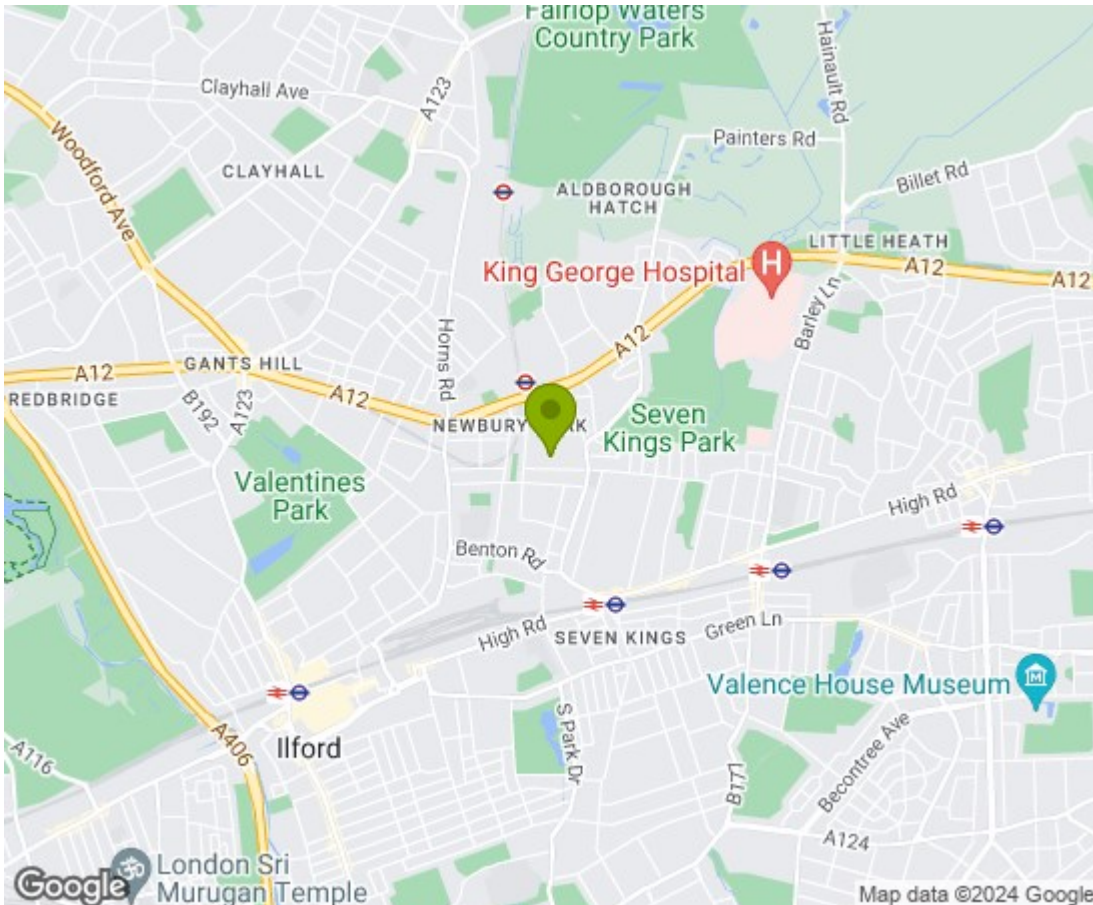 Fairlop Waters
Country Park
Hainault Rd
Clayhall Ave
A123
Woodford Ave
Painters Rd
CLAYHALL
ALDBOROUGH
HATCH
Billet Rd
LITTLE HEATH
King George Hospital
H
A12
A12
Barley Ln
A12
Horns Rd
GANTS HILL
A12
A12
REDBRIDGE
B192
A123
NEWBURY
Seven
Kings Park
Valentines
Park
High Rd
Benton Rd
High Rd
SEVEN KINGS
Green Ln
Valence House Museum
M
S Park Dr
A406
Ilford
A116
B177
Becontree Ave
A124
London Sri
Murugan Temple
Google
Map data ©2024 Google